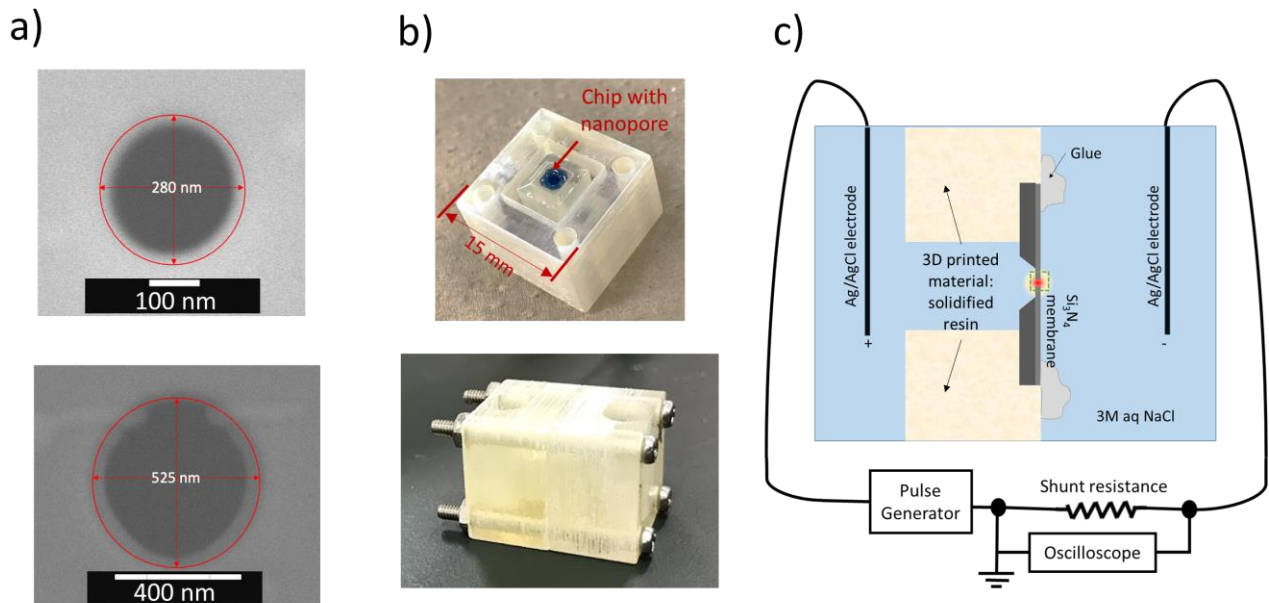 a)
280 nm
100 nm
525 nm
400 nm
b)
Chip with
nanopore
15 mm
c)
Glue
Ag/AgCl electrode
3D printed
material:
solidified
resin
Si₃N₄
membrane
Ag/AgCl electrode
+
-
3M aq NaCl
Pulse
Generator
Shunt resistance
Oscilloscope